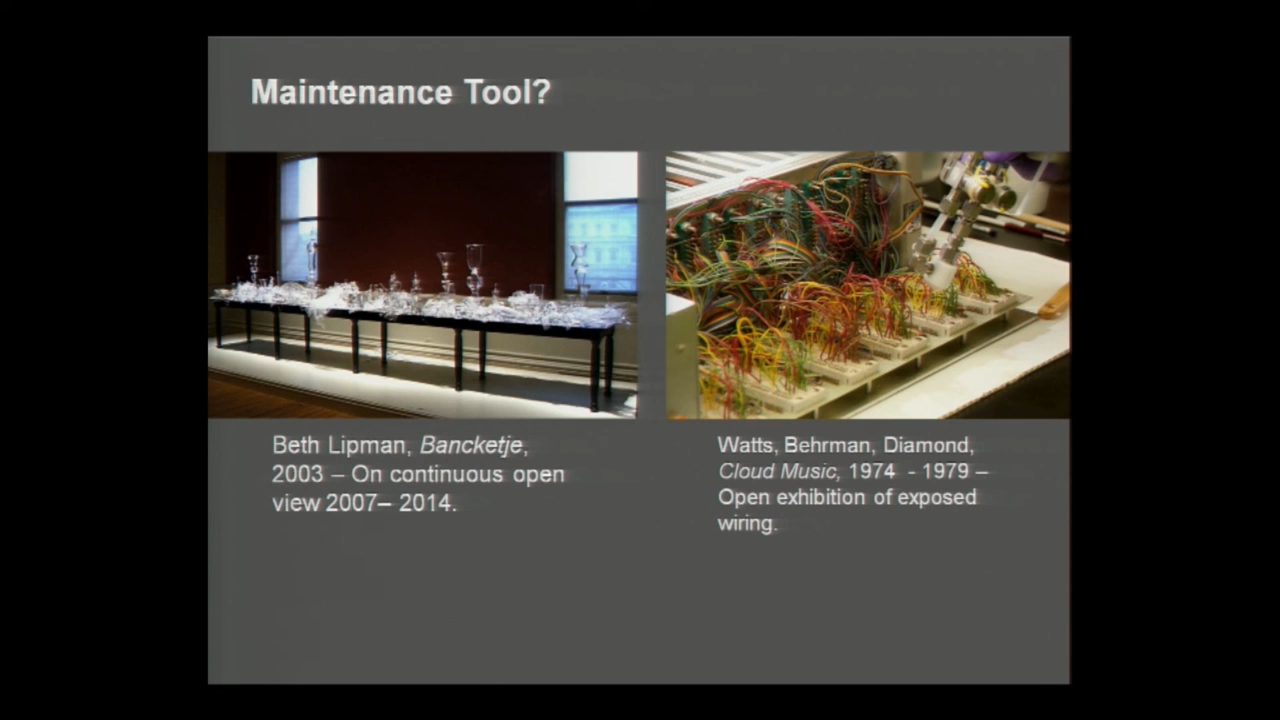 Maintenance Tool?
Beth Lipman, Bancketje,
2003 – On continuous open
view 2007– 2014.
Watts, Behrman, Diamond,
Cloud Music, 1974 - 1979 –
Open exhibition of exposed
wiring.